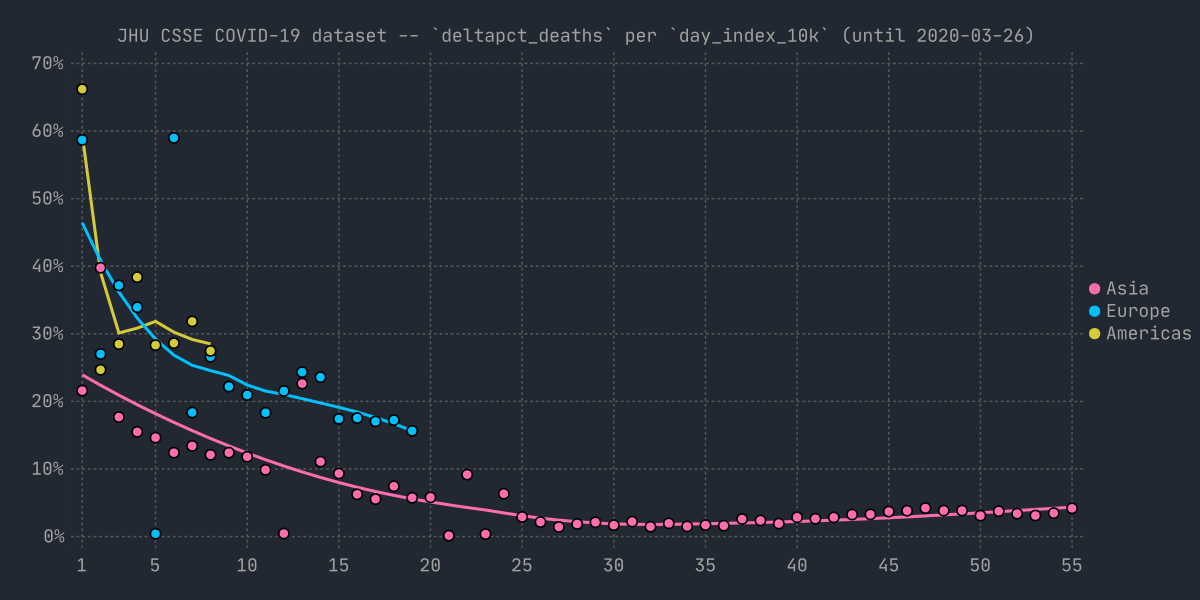 JHU CSSE COVID-19 dataset -- `deltapct_deaths` per `day_index_10k` (until 2020-03-26)
70%
60%
50%
40%
30%
20%
10%
0%
1 5 10 15 20 25 30 35 40 45 50 55
Asia
Europe
Americas